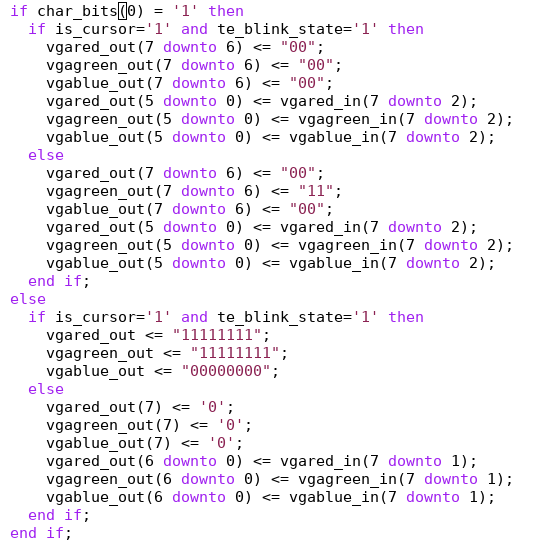 if char_bits(0) = '1' then
  if is_cursor='1' and te_blink_state='1' then
    vgared_out(7 downto 6) <= "00";
    vgagreen_out(7 downto 6) <= "00";
    vgablue_out(7 downto 6) <= "00";
    vgared_out(5 downto 0) <= vgared_in(7 downto 2);
    vgagreen_out(5 downto 0) <= vgagreen_in(7 downto 2);
    vgablue_out(5 downto 0) <= vgablue_in(7 downto 2);
  else
    vgared_out(7 downto 6) <= "00";
    vgagreen_out(7 downto 6) <= "11";
    vgablue_out(7 downto 6) <= "00";
    vgared_out(5 downto 0) <= vgared_in(7 downto 2);
    vgagreen_out(5 downto 0) <= vgagreen_in(7 downto 2);
    vgablue_out(5 downto 0) <= vgablue_in(7 downto 2);
  end if;
else
  if is_cursor='1' and te_blink_state='1' then
    vgared_out <= "11111111";
    vgagreen_out <= "11111111";
    vgablue_out <= "00000000";
  else
    vgared_out(7) <= '0';
    vgagreen_out(7) <= '0';
    vgablue_out(7) <= '0';
    vgared_out(6 downto 0) <= vgared_in(7 downto 1);
    vgagreen_out(6 downto 0) <= vgagreen_in(7 downto 1);
    vgablue_out(6 downto 0) <= vgablue_in(7 downto 1);
  end if;
end if;